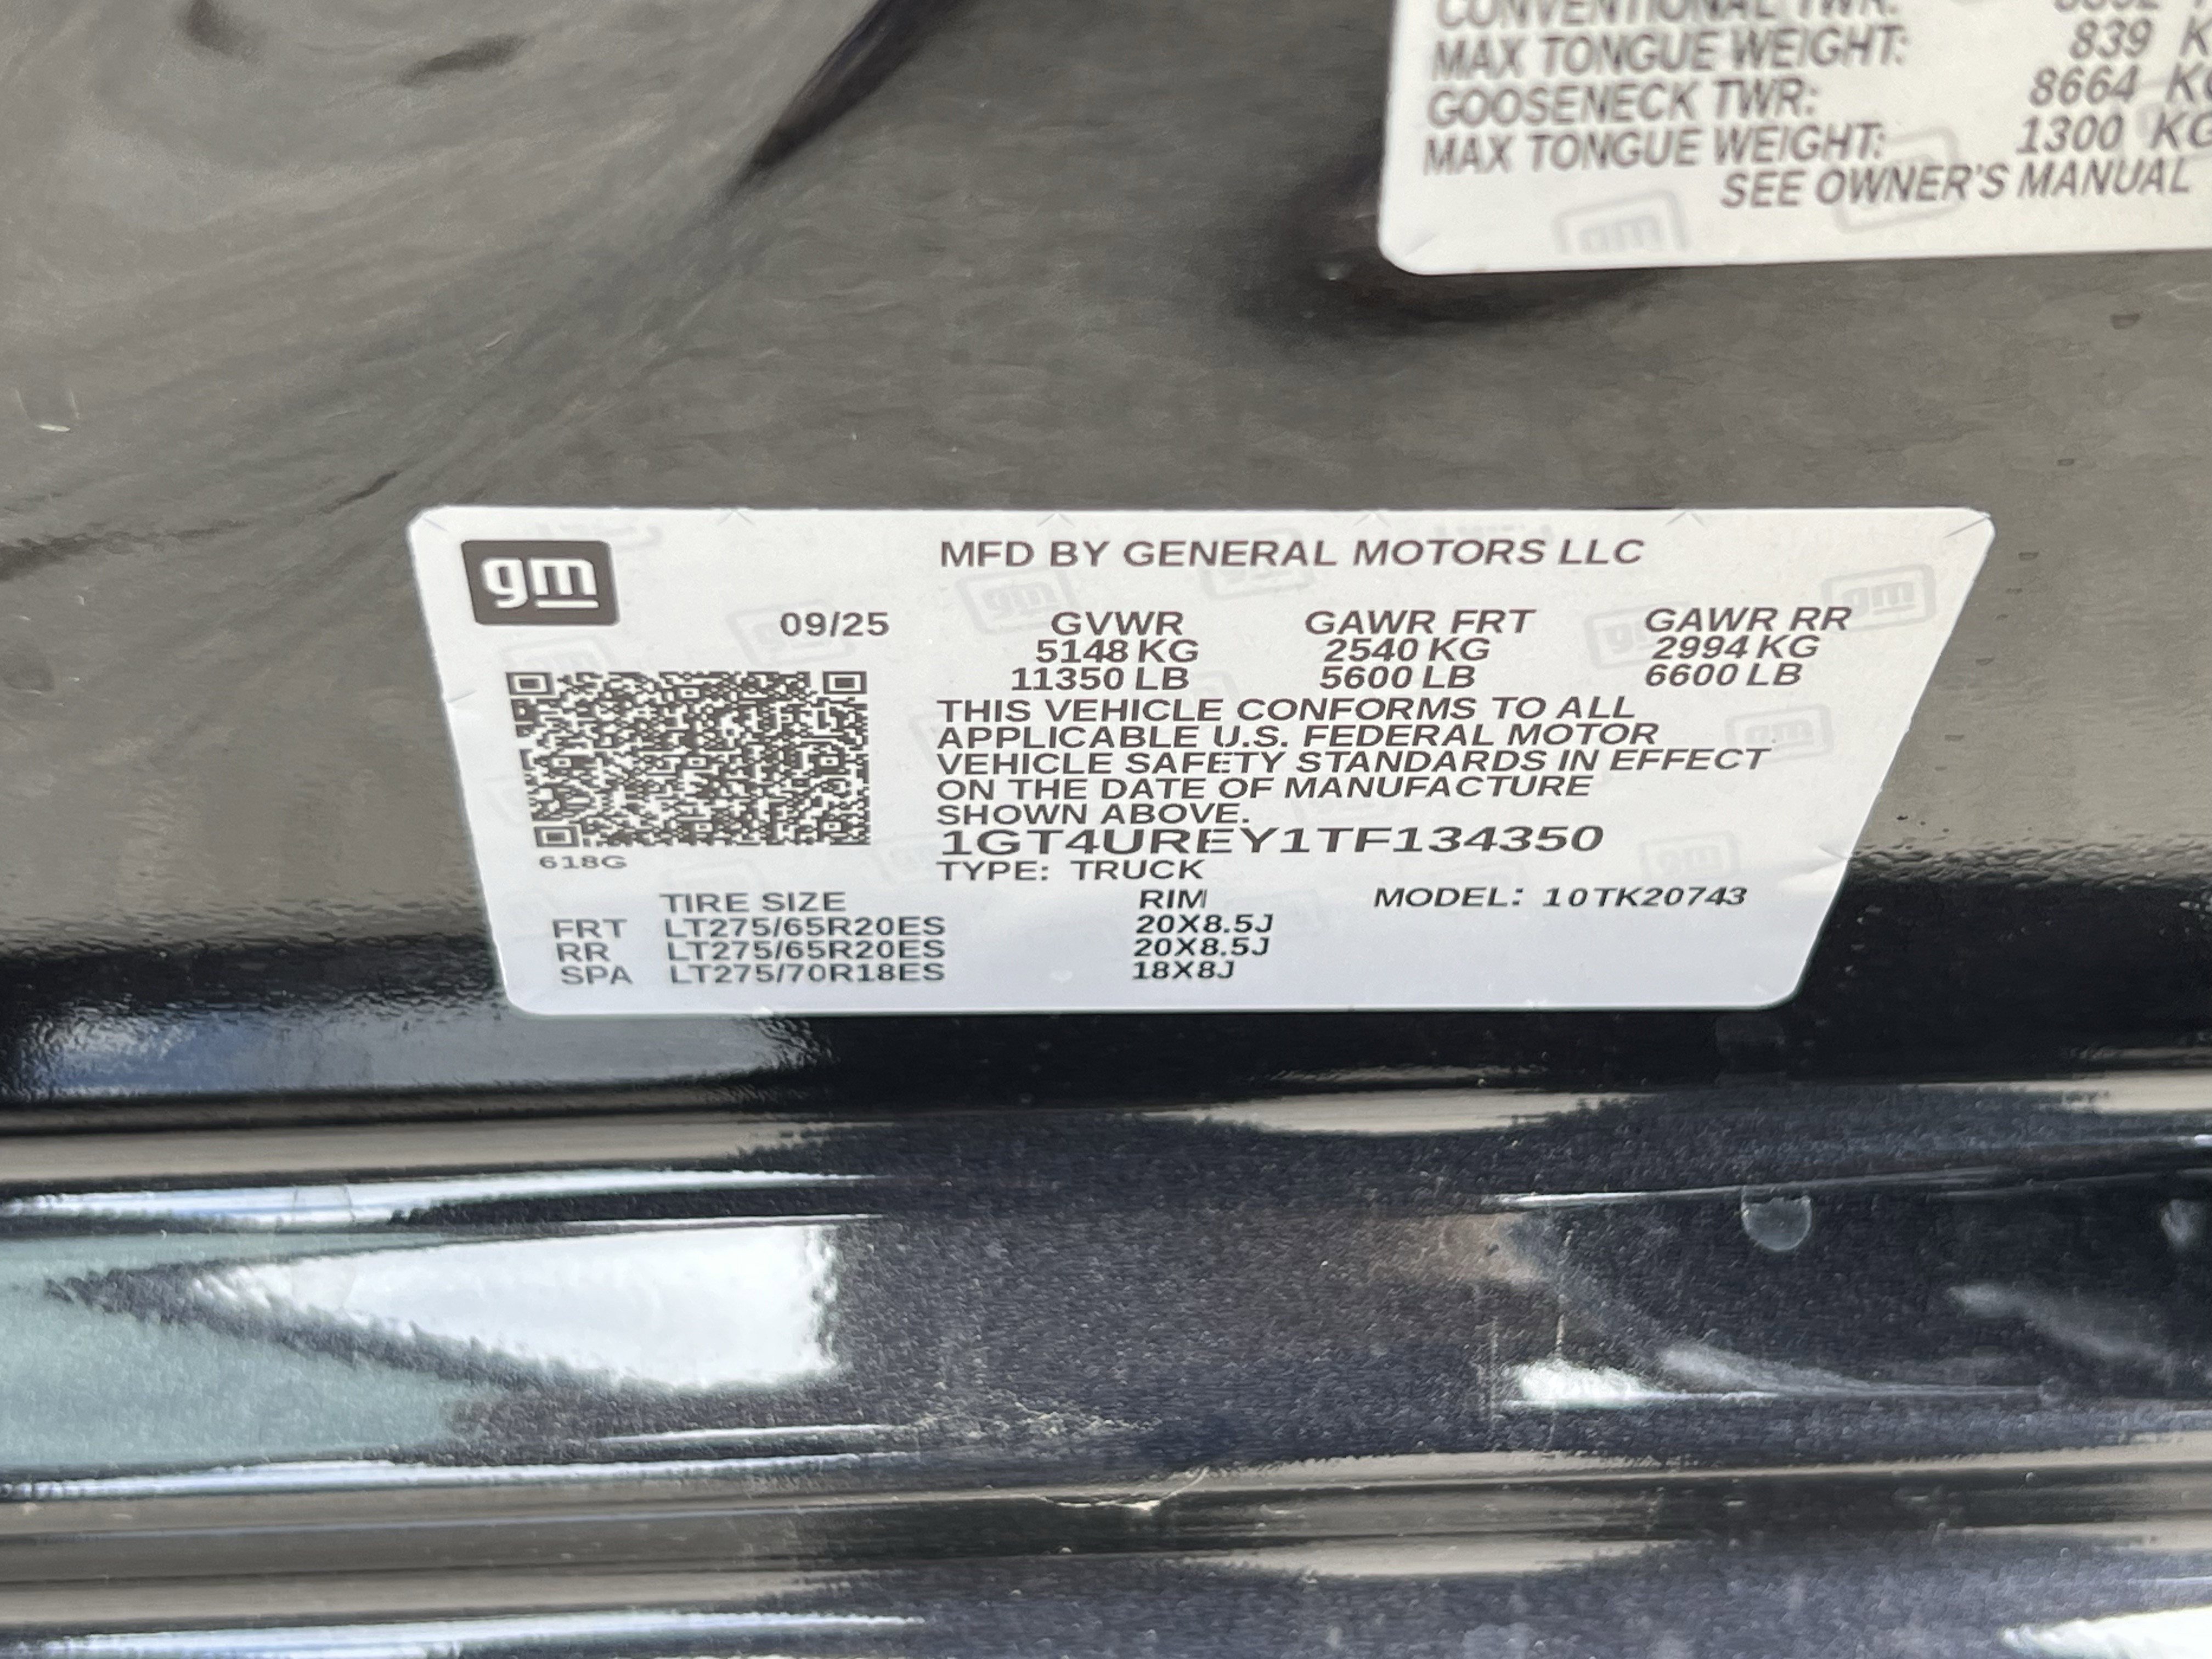 CONVENTIONAL TWR:
MAX TONGUE WEIGHT: 839 K
GOOSENECK TWR: 8664 KG
MAX TONGUE WEIGHT: 1300 KG
SEE OWNER'S MANUAL
gm
MFD BY GENERAL MOTORS LLC
09/25 GVWR GAWR FRT GAWR RR
5148 KG 2540 KG 2994 KG
11350 LB 5600 LB 6600 LB
THIS VEHICLE CONFORMS TO ALL
APPLICABLE U.S. FEDERAL MOTOR
VEHICLE SAFETY STANDARDS IN EFFECT
ON THE DATE OF MANUFACTURE
SHOWN ABOVE.
1GT4UREY1TF134350
618G
TYPE: TRUCK
TIRE SIZE RIM MODEL: 10TK20743
FRT LT275/65R20ES 20X8.5J
RR LT275/65R20ES 20X8.5J
SPA LT275/70R18ES 18X8J